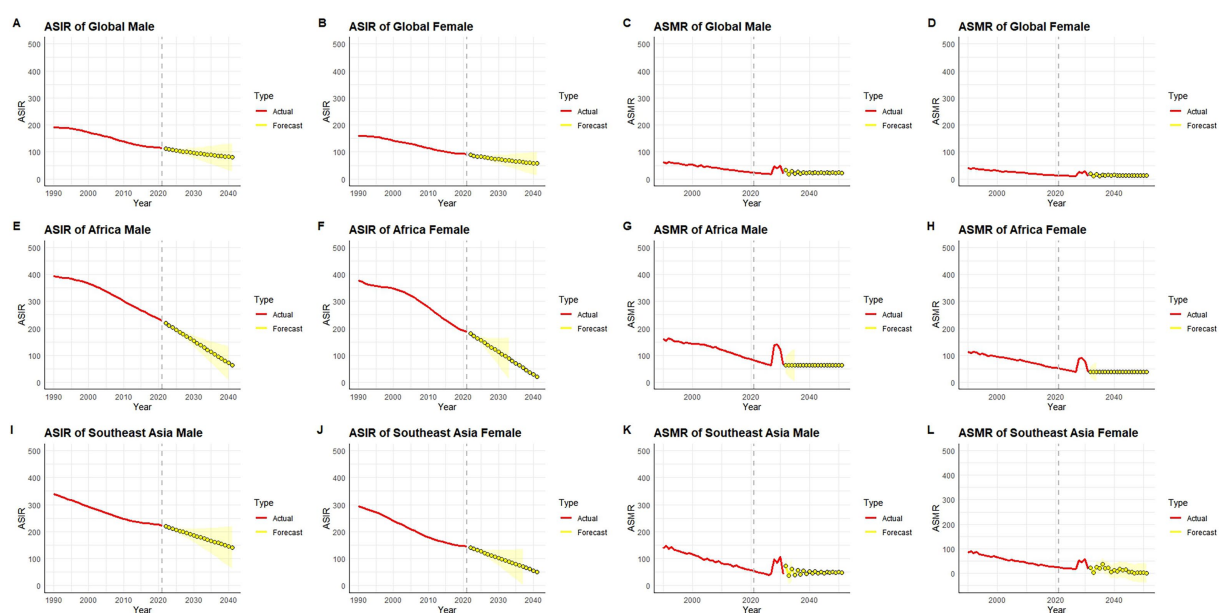 A ASIR of Global Male
500
400
300
200
100
0
ASIR
1990 2000 2010 2020 2030 2040
Year
Type
Actual
Forecast
B ASIR of Global Female
500
400
300
200
100
0
ASIR
1990 2000 2010 2020 2030 2040
Year
Type
Actual
Forecast
C ASMR of Global Male
500
400
300
200
100
0
ASMR
2000 2020 2040
Year
Type
Actual
Forecast
D ASMR of Global Female
500
400
300
200
100
0
ASMR
2000 2020 2040
Year
Type
Actual
Forecast
E ASIR of Africa Male
500
400
300
200
100
0
ASIR
1990 2000 2010 2020 2030 2040
Year
Type
Actual
Forecast
F ASIR of Africa Female
500
400
300
200
100
0
ASIR
1990 2000 2010 2020 2030 2040
Year
Type
Actual
Forecast
G ASMR of Africa Male
500
400
300
200
100
0
ASMR
2000 2020 2040
Year
Type
Actual
Forecast
H ASMR of Africa Female
500
400
300
200
100
0
ASMR
2000 2020 2040
Year
Type
Actual
Forecast
I ASIR of Southeast Asia Male
500
400
300
200
100
0
ASIR
1990 2000 2010 2020 2030 2040
Year
Type
Actual
Forecast
J ASIR of Southeast Asia Female
500
400
300
200
100
0
ASIR
1990 2000 2010 2020 2030 2040
Year
Type
Actual
Forecast
K ASMR of Southeast Asia Male
500
400
300
200
100
0
ASMR
2000 2020 2040
Year
Type
Actual
Forecast
L ASMR of Southeast Asia Female
500
400
300
200
100
0
ASMR
2000 2020 2040
Year
Type
Actual
Forecast